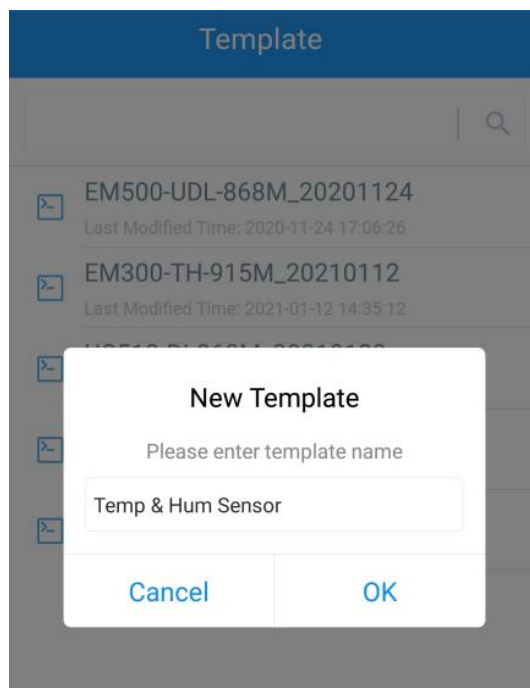 Template
EM500-UDL-868M_20201124
Last Modified Time: 2020-11-24 17:06:26
EM300-TH-915M_20210112
Last Modified Time: 2021-01-12 14:35:12
New Template
Please enter template name
Temp & Hum Sensor
Cancel
OK